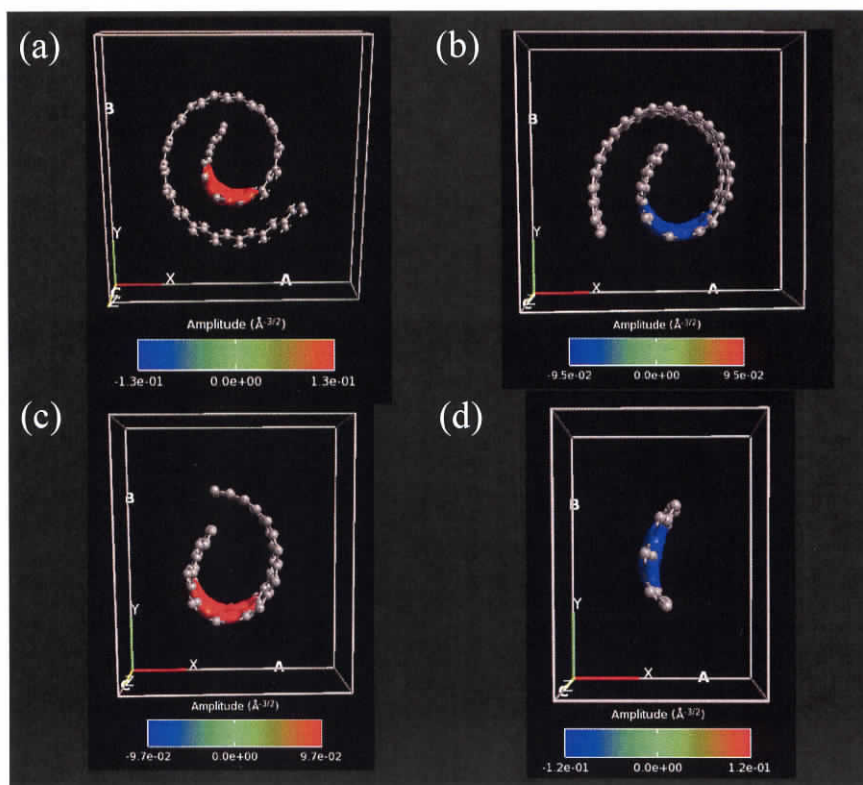 (a)
B
Y
X
A
C
Z
Amplitude (Å-3/2)
-1.3e-01 0.0e+00 1.3e-01
(b)
B
Y
X
A
C
Z
Amplitude (Å-3/2)
-9.5e-02 0.0e+00 9.5e-02
(c)
B
Y
X
A
C
Z
Amplitude (Å-3/2)
-9.7e-02 0.0e+00 9.7e-02
(d)
B
Y
X
A
C
Z
Amplitude (Å-3/2)
-1.2e-01 0.0e+00 1.2e-01